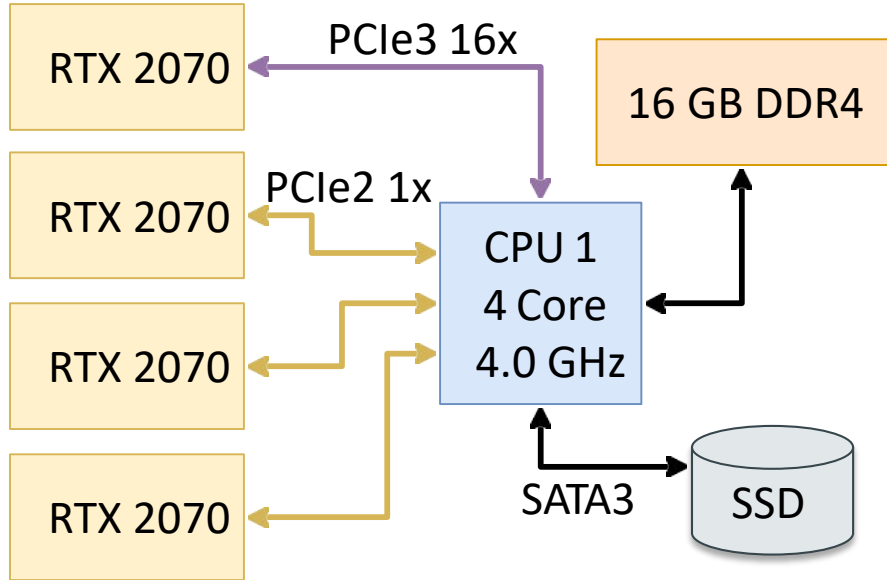 RTX 2070
PCIe3 16x
16 GB DDR4
RTX 2070
PCIe2 1x
CPU 1
4 Core
4.0 GHz
RTX 2070
RTX 2070
SATA3
SSD